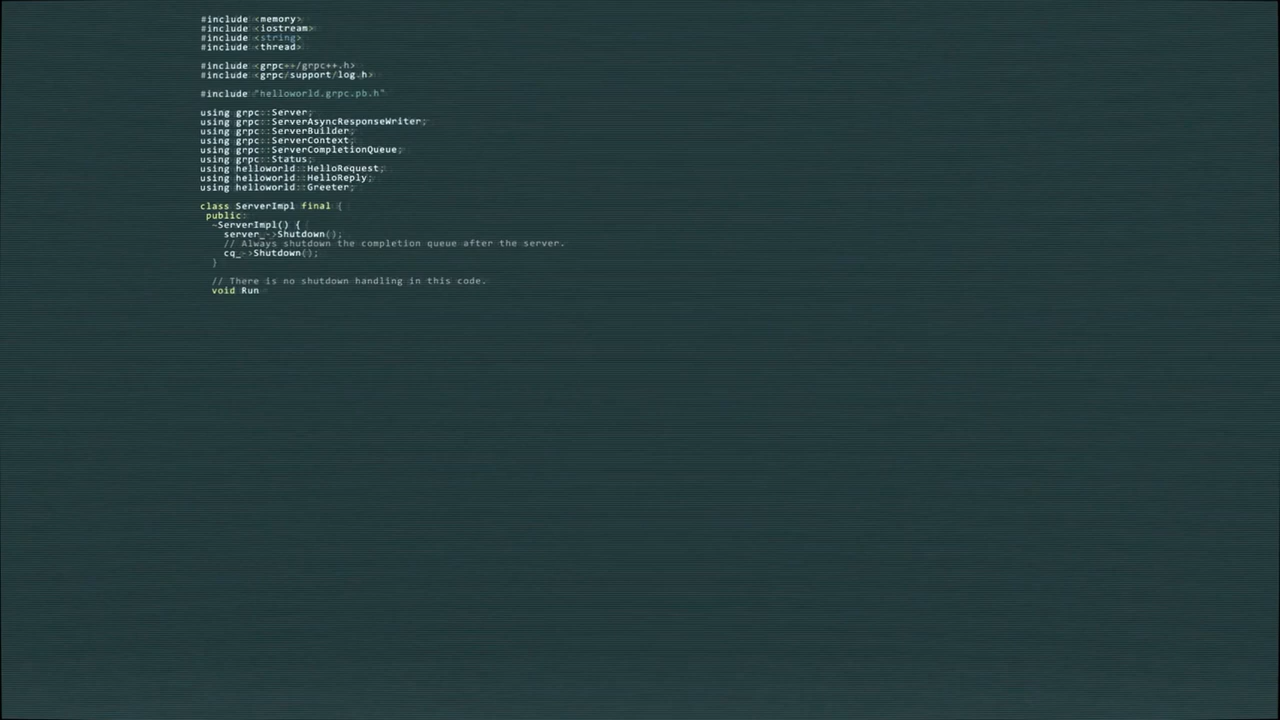 #include <memory>
#include <iostream>
#include <string>
#include <thread>
#include <grpc++/grpc++.h>
#include <grpc/support/log.h>
#include "helloworld.grpc.pb.h"
using grpc::Server;
using grpc::ServerAsyncResponseWriter;
using grpc::ServerBuilder;
using grpc::ServerContext;
using grpc::ServerCompletionQueue;
using grpc::Status;
using helloworld::HelloRequest;
using helloworld::HelloReply;
using helloworld::Greeter;
class ServerImpl final {
public:
~ServerImpl() {
server_->Shutdown();
// Always shutdown the completion queue after the server.
cq_->Shutdown();
}
// There is no shutdown handling in this code.
void Run